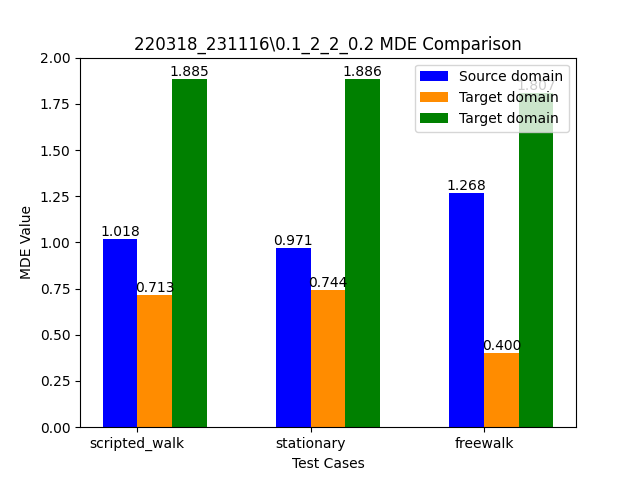 220318_231116\0.1_2_2_0.2 MDE Comparison
MDE Value
2.00
1.75
1.50
1.25
1.00
0.75
0.50
0.25
0.00
1.018
0.713
1.885
0.971
0.744
1.886
1.268
0.400
1.807
Source domain
Target domain
Target domain
scripted_walk
stationary
freewalk
Test Cases